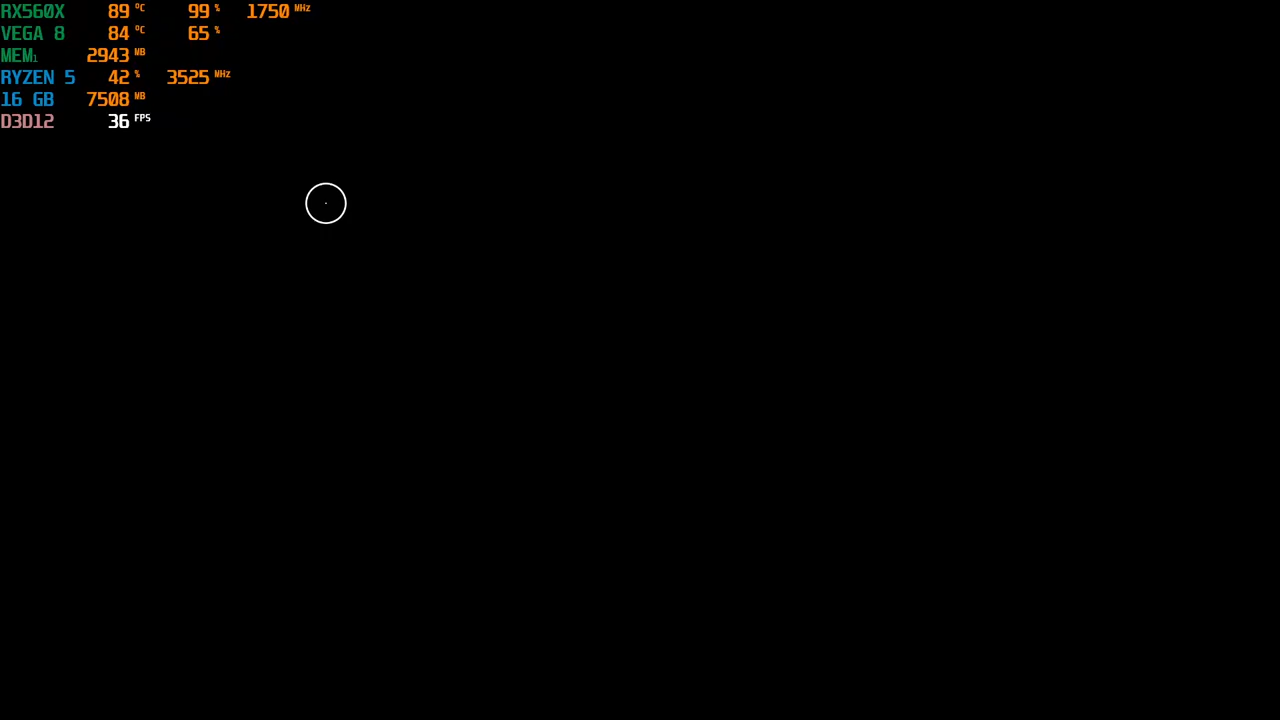 RX560X 89 °C 99 % 1750 MHz
VEGA 8 84 °C 65 %
MEM1 2943 MB
RYZEN 5 42 % 3525 MHz
16 GB 7508 MB
D3D12 36 FPS